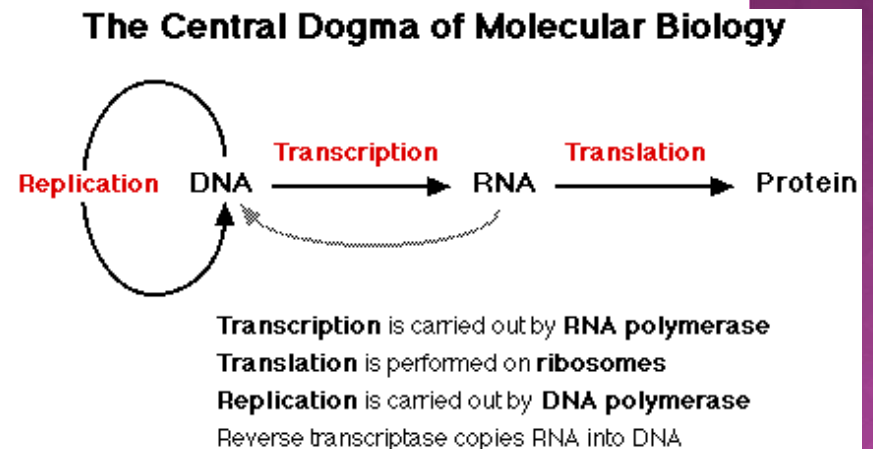 The Central Dogma of Molecular Biology
Transcription
Translation
Replication
DNA
RNA
Protein
Transcription is carried out by RNA polymerase
Translation is performed on ribosomes
Replication is carried out by DNA polymerase
Reverse transcriptase copies RNA into DNA